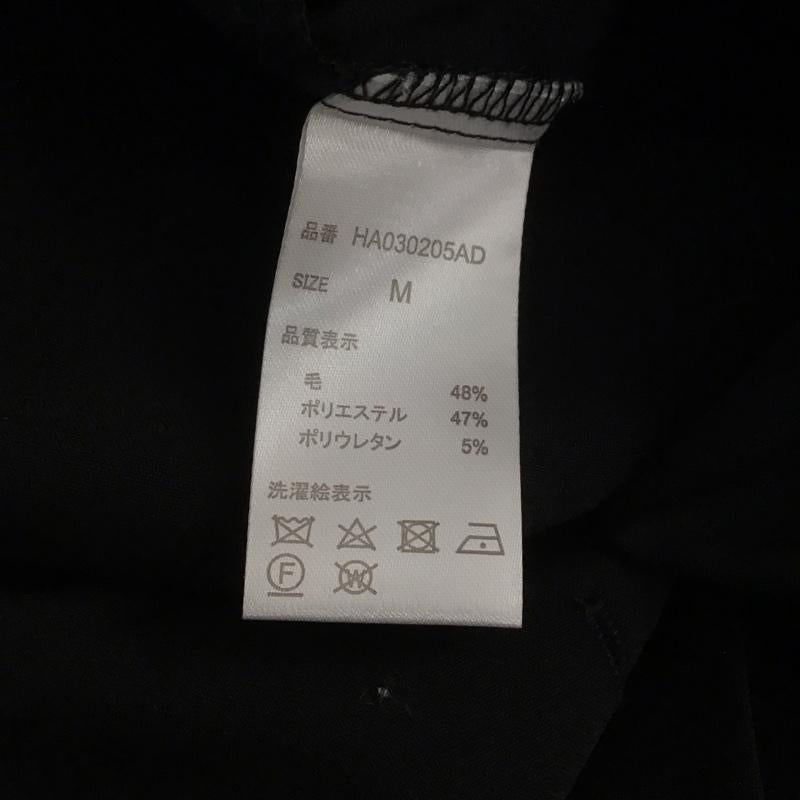 品番 HA030205AD
SIZE M
品質表示
毛 48%
ポリエステル 47%
ポリウレタン 5%
洗濯絵表示
F W